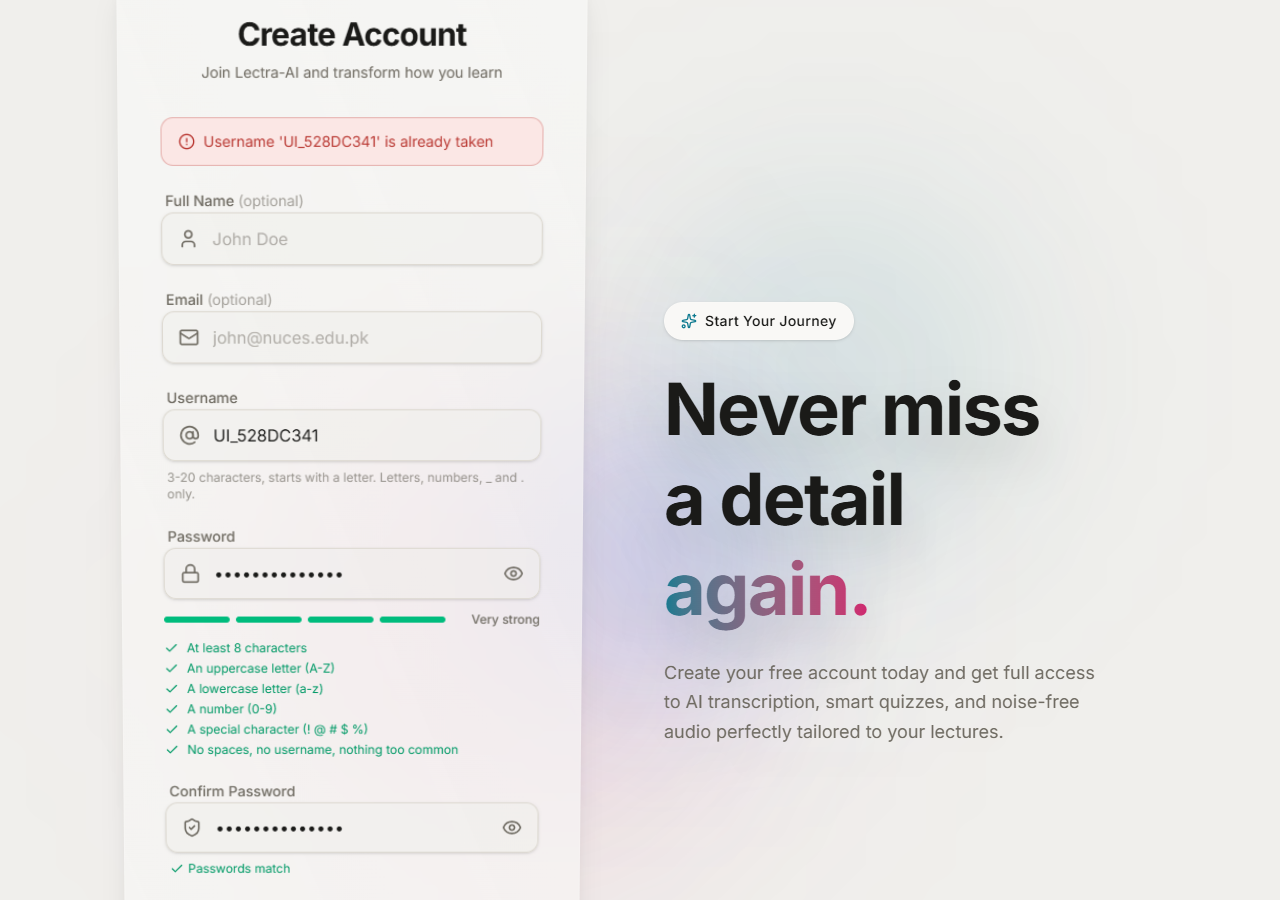 Create Account
Join Lectra-AI and transform how you learn
Username 'UI_528DC341' is already taken
Full Name (optional)
John Doe
Email (optional)
john@nuces.edu.pk
Username
UI_528DC341
3-20 characters, starts with a letter. Letters, numbers, _ and .
only.
Password
••••••••••••••
Very strong
At least 8 characters
An uppercase letter (A-Z)
A lowercase letter (a-z)
A number (0-9)
A special character (! @ # $ %)
No spaces, no username, nothing too common
Confirm Password
••••••••••••••
Passwords match
Start Your Journey
Never miss
a detail
again.
Create your free account today and get full access
to AI transcription, smart quizzes, and noise-free
audio perfectly tailored to your lectures.